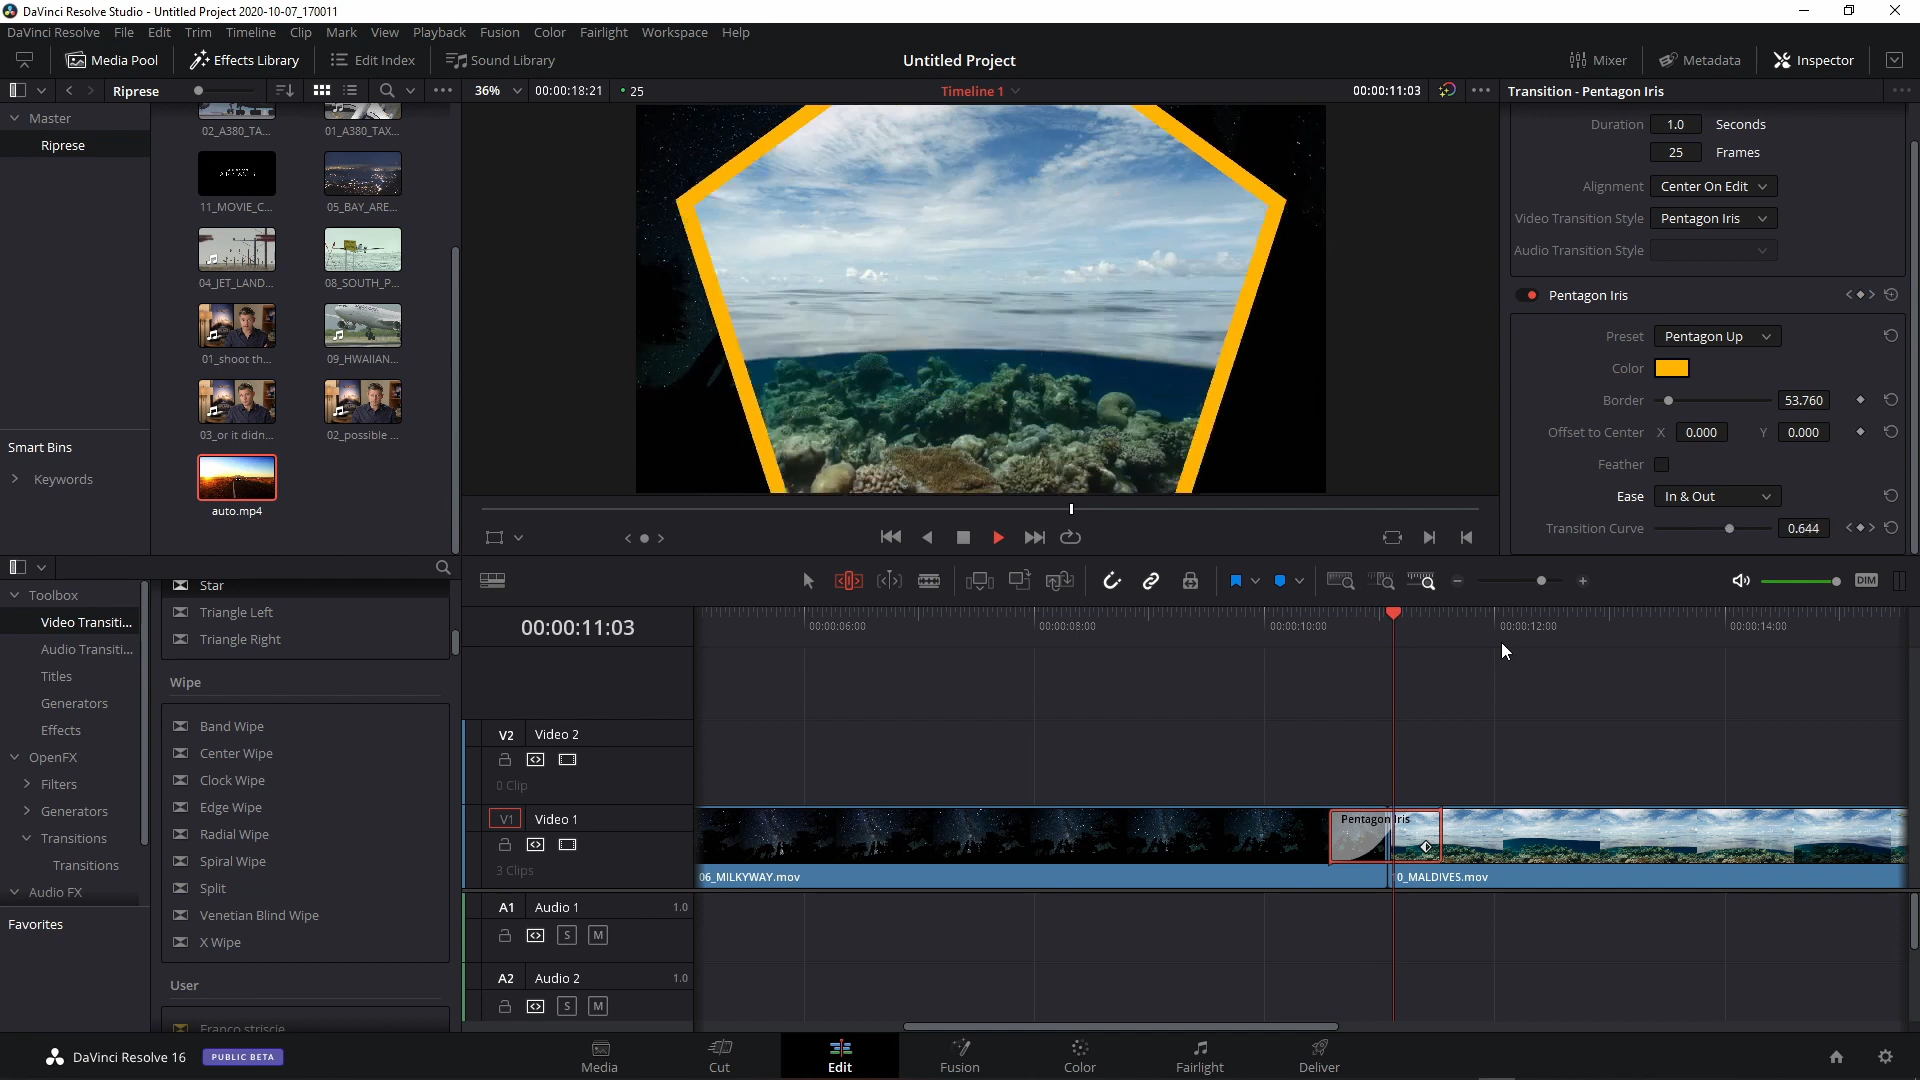 DaVinci Resolve Studio - Untitled Project 2020-10-07_170011
DaVinci Resolve File Edit Trim Timeline Clip Mark View Playback Fusion Color Fairlight Workspace Help
Media Pool Effects Library Edit Index Sound Library Untitled Project Mixer Metadata Inspector
Riprese 36% 00:00:18:21 25 Timeline 1 00:00:11:03 Transition - Pentagon Iris
Master
Riprese
02_A380_TA... 01_A380_TAX...
11_MOVIE_C... 05_BAY_ARE...
04_JET_LAND... 08_SOUTH_P...
01_shoot th... 09_HWAIIAN...
03_or it didn... 02_possible ...
auto.mp4
Smart Bins
Keywords
Duration 1.0 Seconds
25 Frames
Alignment Center On Edit
Video Transition Style Pentagon Iris
Audio Transition Style
Pentagon Iris
Preset Pentagon Up
Color
Border 53.760
Offset to Center X 0.000 Y 0.000
Feather
Ease In & Out
Transition Curve 0.644
Toolbox
Video Transiti...
Audio Transiti...
Titles
Generators
Effects
OpenFX
Filters
Generators
Transitions
Transitions
Audio FX
Favorites
Star
Triangle Left
Triangle Right
Wipe
Band Wipe
Center Wipe
Clock Wipe
Edge Wipe
Radial Wipe
Spiral Wipe
Split
Venetian Blind Wipe
X Wipe
User
Franco striscie
DIM
00:00:11:03 00:00:06:00 00:00:08:00 00:00:10:00 00:00:12:00 00:00:14:00
V2 Video 2
0 Clip
V1 Video 1
3 Clips
Pentagon Iris
06_MILKYWAY.mov 0_MALDIVES.mov
A1 Audio 1 1.0
S M
A2 Audio 2 1.0
S M
DaVinci Resolve 16 PUBLIC BETA
Media Cut Edit Fusion Color Fairlight Deliver